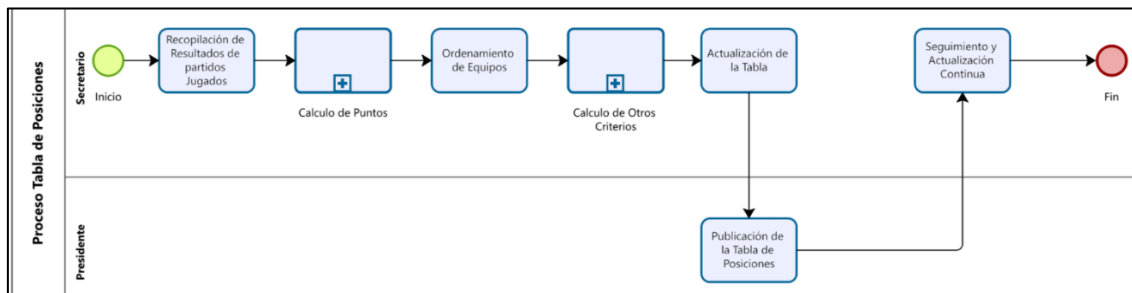 Proceso Tabla de Posiciones
Secretario
Inicio
Recopilación de
Resultados de
partidos
Jugados
Calculo de Puntos
Ordenamiento
de Equipos
Calculo de Otros
Criterios
Actualización de
la Tabla
Seguimiento y
Actualización
Continua
Fin
Presidente
Publicación de
la Tabla de
Posiciones